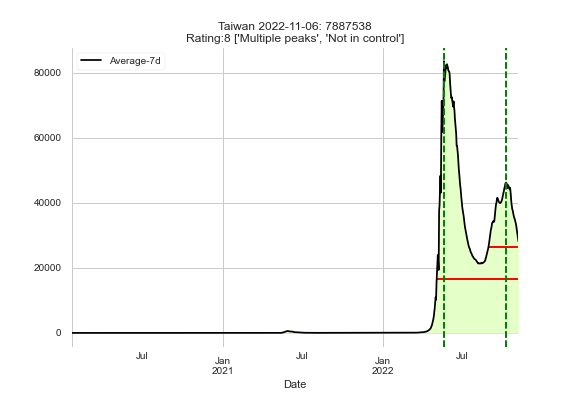 Taiwan 2022-11-06: 7887538
Rating:8 ['Multiple peaks', 'Not in control']
Average-7d
80000
60000
40000
20000
0
Jul
Jan
2021
Jul
Jan
2022
Jul
Date